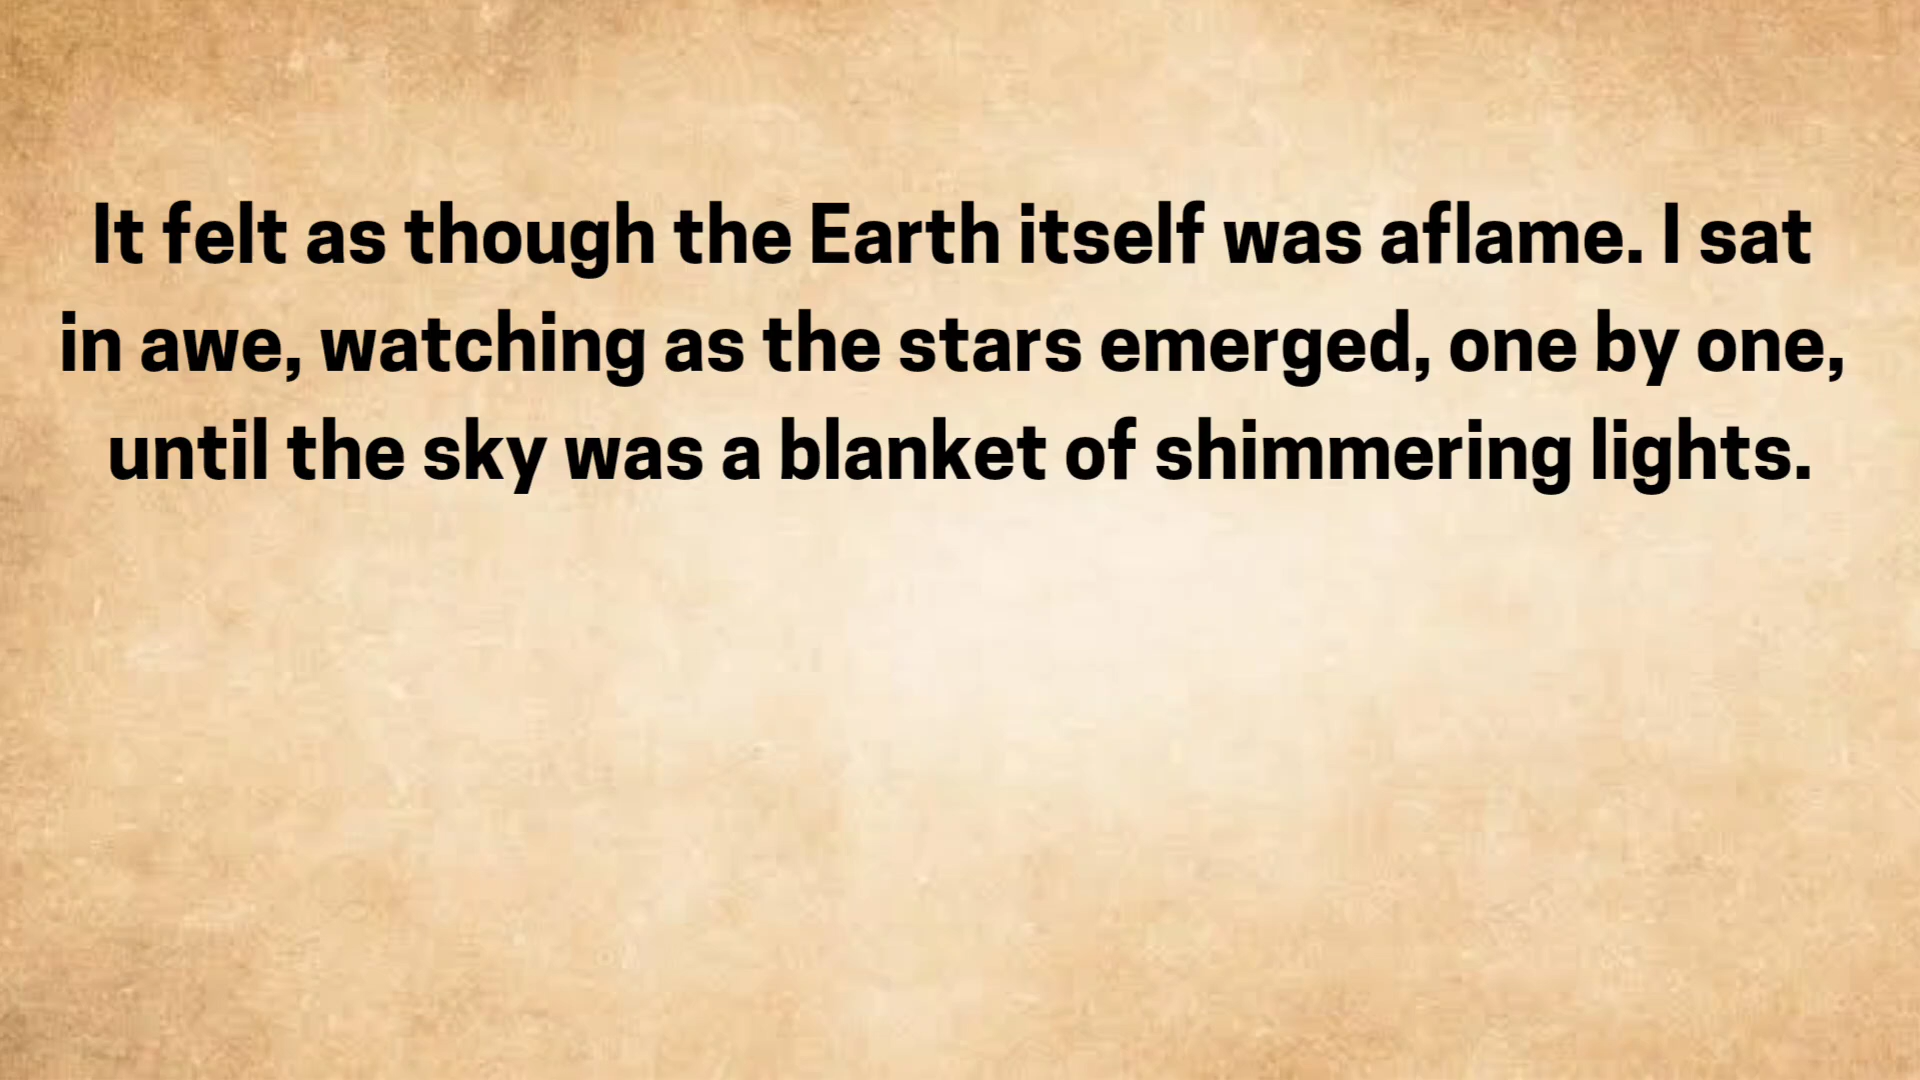 It felt as though the Earth itself was aflame. I sat
in awe, watching as the stars emerged, one by one,
until the sky was a blanket of shimmering lights.